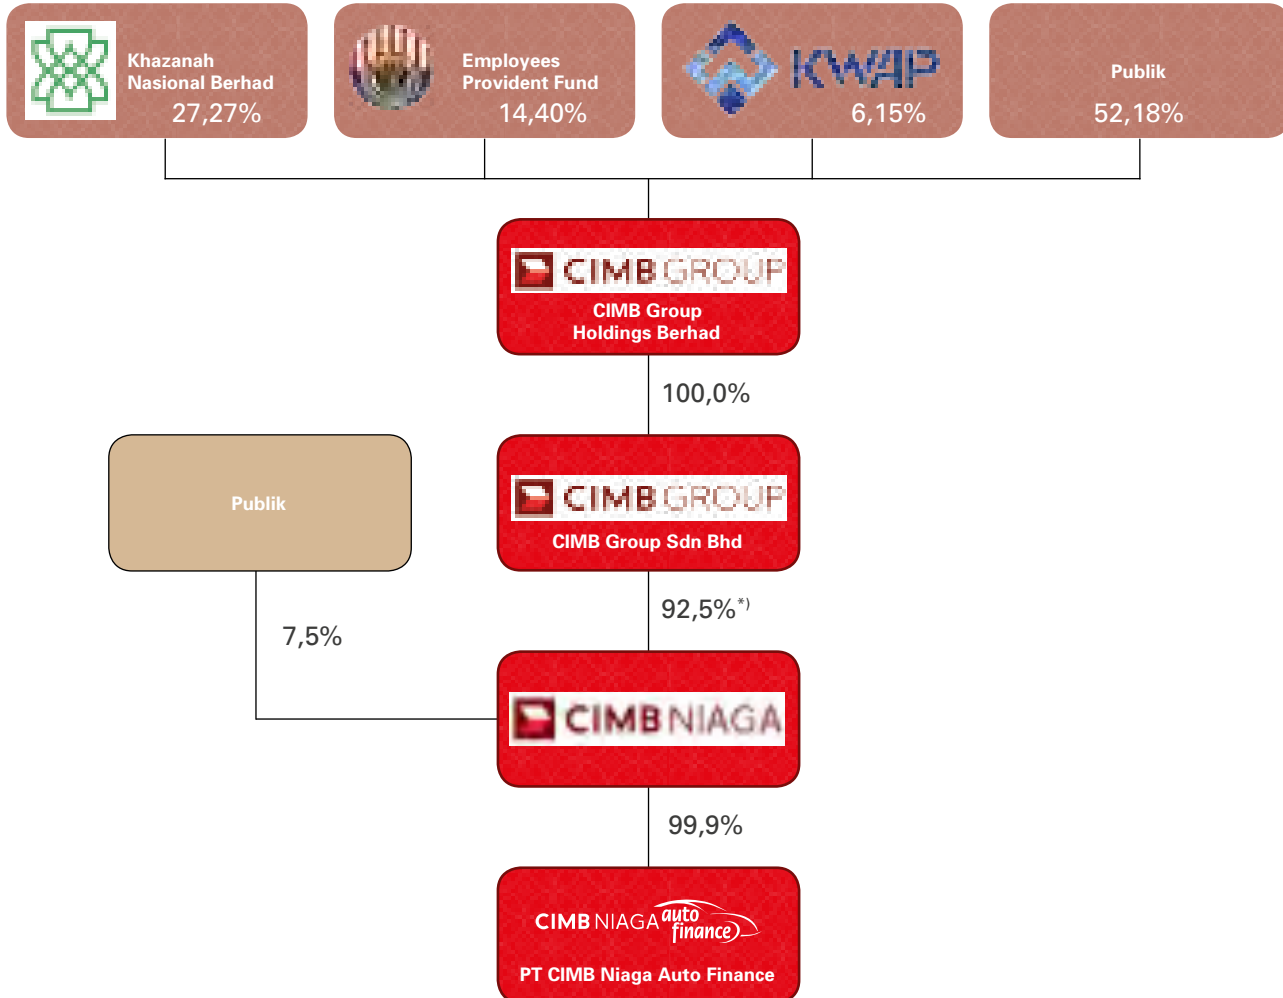 Khazanah
Nasional Berhad
27,27%
Employees
Provident Fund
14,40%
KWAP
6,15%
Publik
52,18%
CIMB GROUP
CIMB Group
Holdings Berhad
100,0%
Publik
CIMB GROUP
CIMB Group Sdn Bhd
92,5%*)
7,5%
CIMB NIAGA
99,9%
CIMB NIAGA auto
finance
PT CIMB Niaga Auto Finance